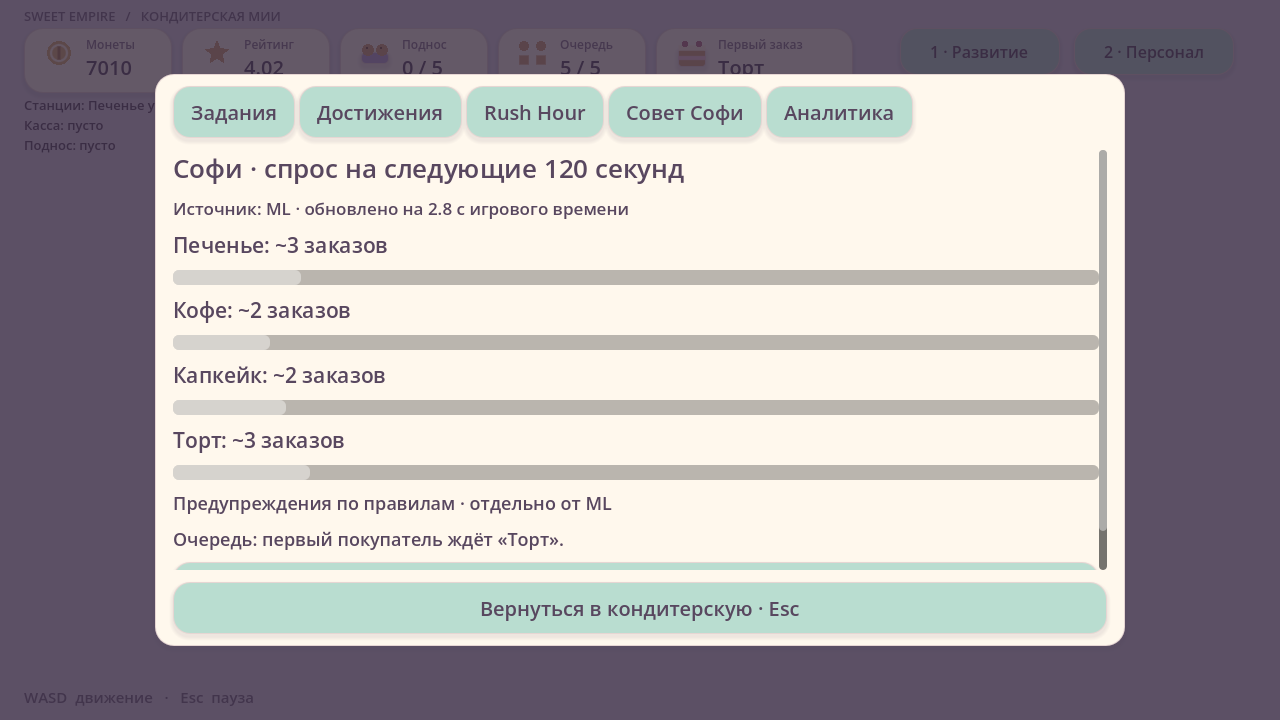 SWEET EMPIRE / КОНДИТЕРСКАЯ МИИ
Монеты
7010
Рейтинг
4.02
Поднос
0 / 5
Очередь
5 / 5
Первый заказ
Торт
1 · Развитие
2 · Персонал
Станции: Печенье у
Касса: пусто
Поднос: пусто
Задания
Достижения
Rush Hour
Совет Софи
Аналитика
Софи · спрос на следующие 120 секунд
Источник: ML · обновлено на 2.8 с игрового времени
Печенье: ~3 заказов
Кофе: ~2 заказов
Капкейк: ~2 заказов
Торт: ~3 заказов
Предупреждения по правилам · отдельно от ML
Очередь: первый покупатель ждёт «Торт».
Вернуться в кондитерскую · Esc
WASD движение · Esc пауза